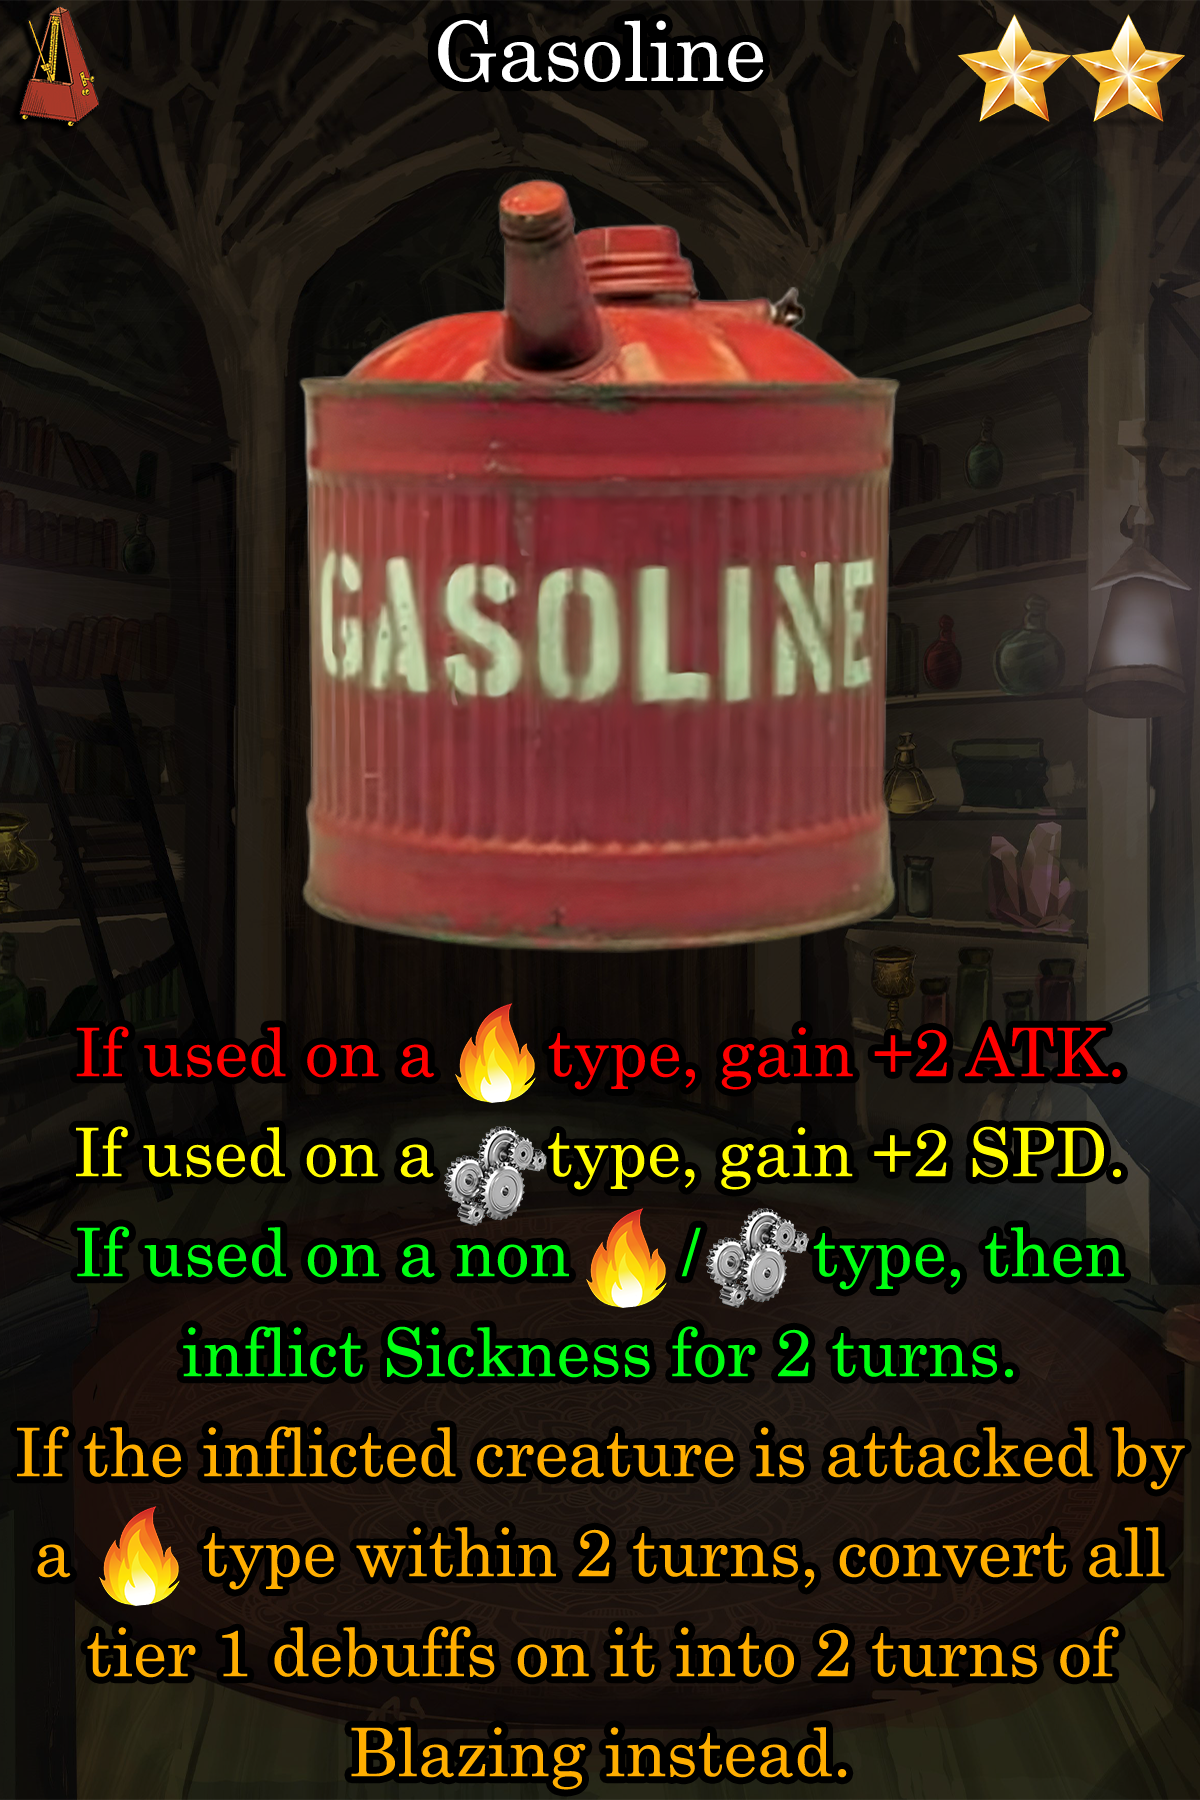 Gasoline
GASOLINE
If used on a 🔥 type, gain +2 ATK.
If used on a ⚙️ type, gain +2 SPD.
If used on a non 🔥/⚙️ type, then
inflict Sickness for 2 turns.
If the inflicted creature is attacked by
a 🔥 type within 2 turns, convert all
tier 1 debuffs on it into 2 turns of
Blazing instead.